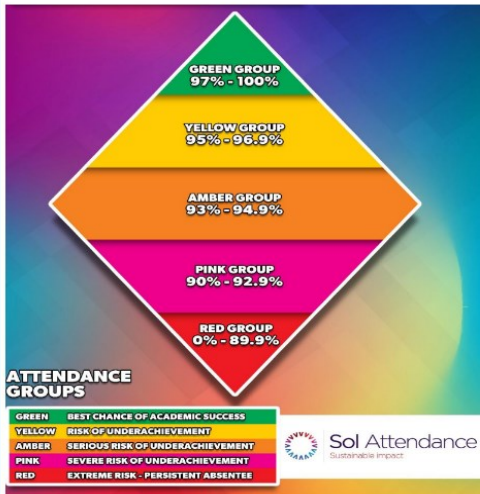 GREEN GROUP
97% - 100%
YELLOW GROUP
95% - 96.9%
AMBER GROUP
93% - 94.9%
PINK GROUP
90% - 92.9%
RED GROUP
0% - 89.9%
ATTENDANCE
GROUPS
GREEN BEST CHANCE OF ACADEMIC SUCCESS
YELLOW RISK OF UNDERACHIEVEMENT
AMBER SERIOUS RISK OF UNDERACHIEVEMENT
PINK SEVERE RISK OF UNDERACHIEVEMENT
RED EXTREME RISK - PERSISTENT ABSENTEE
Sol Attendance
Sustainable impact